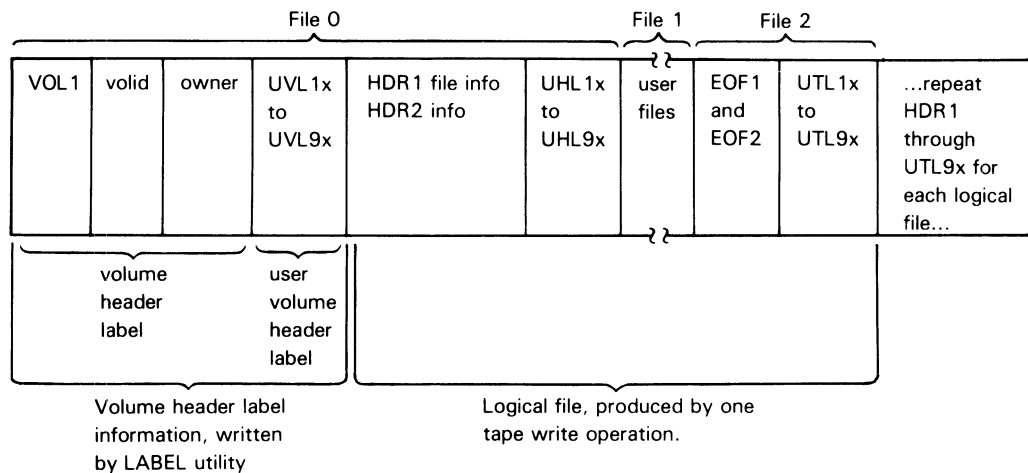 File 0
File 1
File 2
VOL1
volid
owner
UVL1x
to
UVL9x
HDR1 file info
HDR2 info
UHL1x
to
UHL9x
user
files
EOF1
and
EOF2
UTL1x
to
UTL9x
...repeat
HDR1
through
UTL9x for
each logical
file...
volume
header
label
user
volume
header
label
Volume header label
information, written
by LABEL utility
Logical file, produced by one
tape write operation.